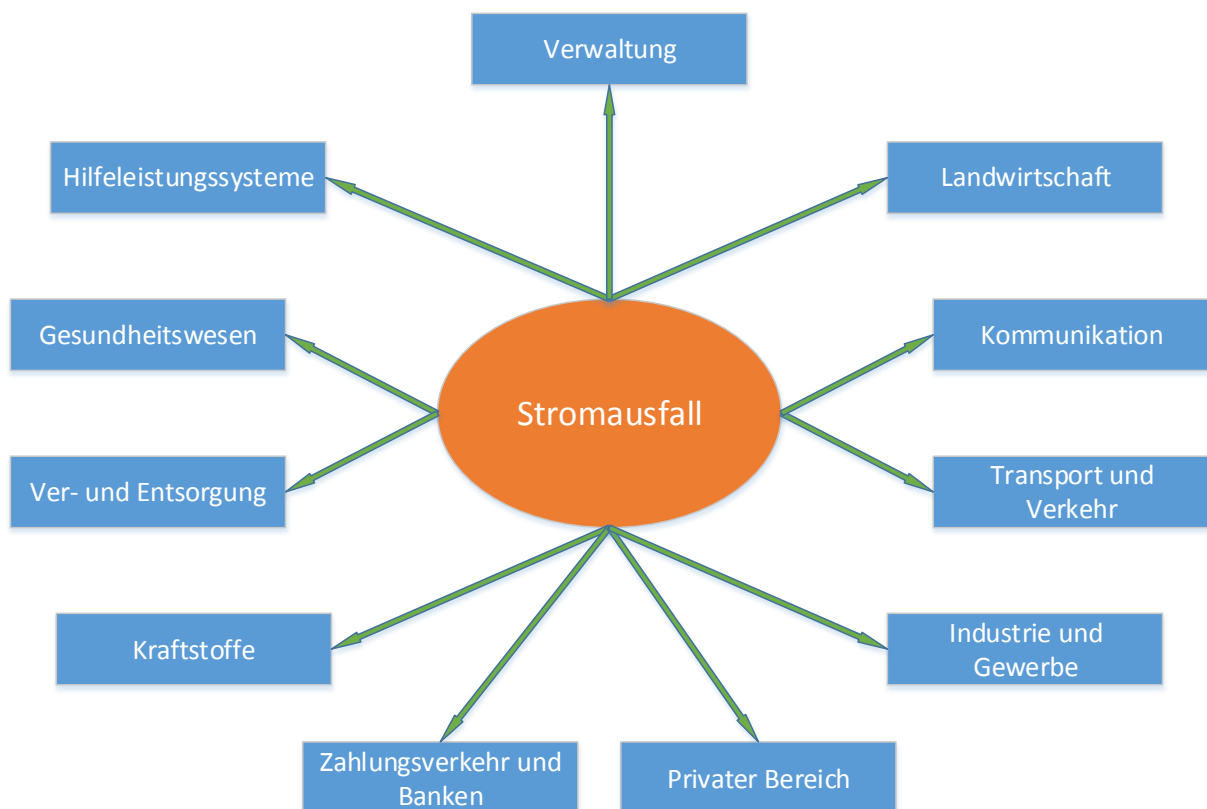 Verwaltung
Hilfeleistungssysteme
Landwirtschaft
Gesundheitswesen
Kommunikation
Stromausfall
Ver- und Entsorgung
Transport und
Verkehr
Kraftstoffe
Industrie und
Gewerbe
Zahlungsverkehr und
Banken
Privater Bereich